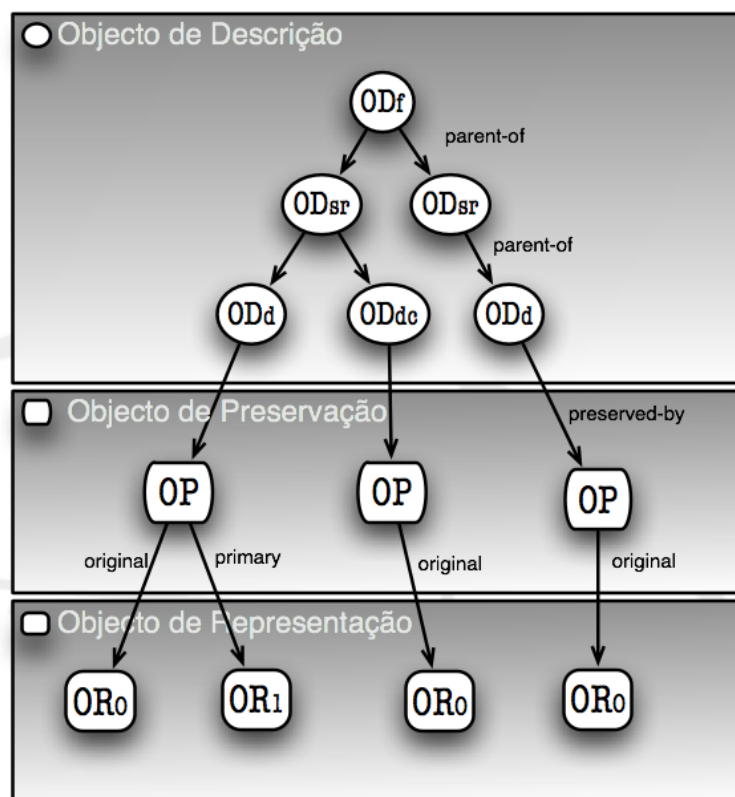 Objecto de Descrição
ODf
parent-of
ODsr
ODsr
parent-of
ODd
ODdc
ODd
Objecto de Preservação
preserved-by
OP
OP
OP
original
primary
original
original
Objecto de Representação
OR0
OR1
OR0
OR0